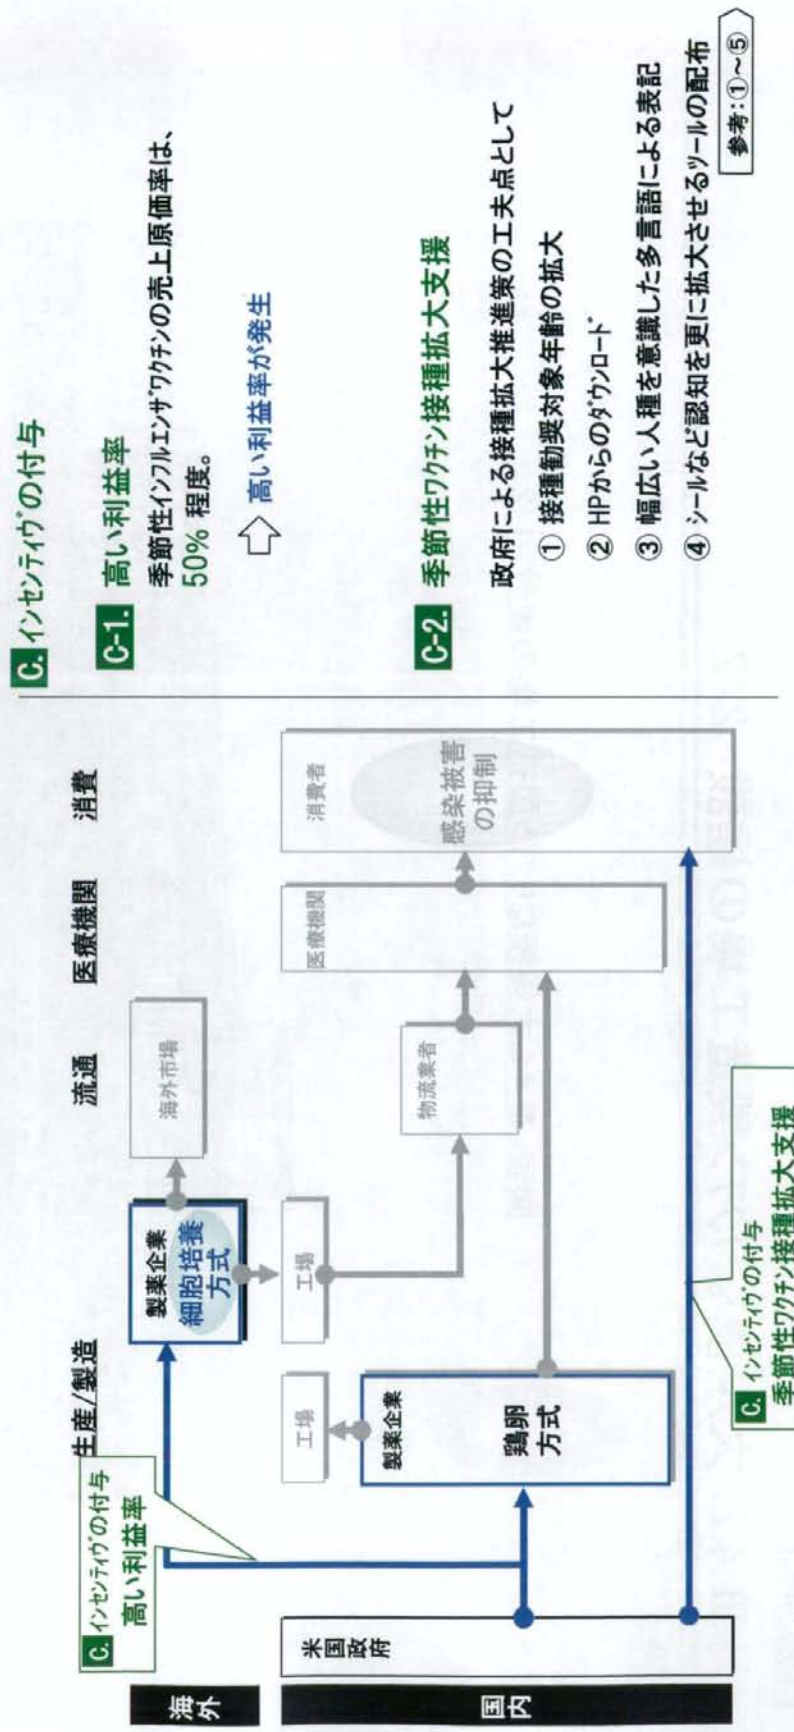 生産/製造
流通
医療機関
消費
海外
国内
C. インセンティヴの付与
高い利益率
米国政府
製薬企業
細胞培養
方式
海外市場
工場
工場
製薬企業
鶏卵
方式
物流業者
医療機関
消費者
感染被害
の抑制
C. インセンティヴの付与
季節性ワクチン接種拡大支援
C. インセンティヴの付与
C-1. 高い利益率
季節性インフルエンザワクチンの売上原価率は、
50% 程度。
高い利益率が発生
C-2. 季節性ワクチン接種拡大支援
政府による接種拡大推進策の工夫点として
① 接種勧奨対象年齢の拡大
② HPからのダウンロード
③ 幅広い人種を意識した多言語による表記
④ シールなど認知を更に拡大させるツールの配布
参考:①~⑤